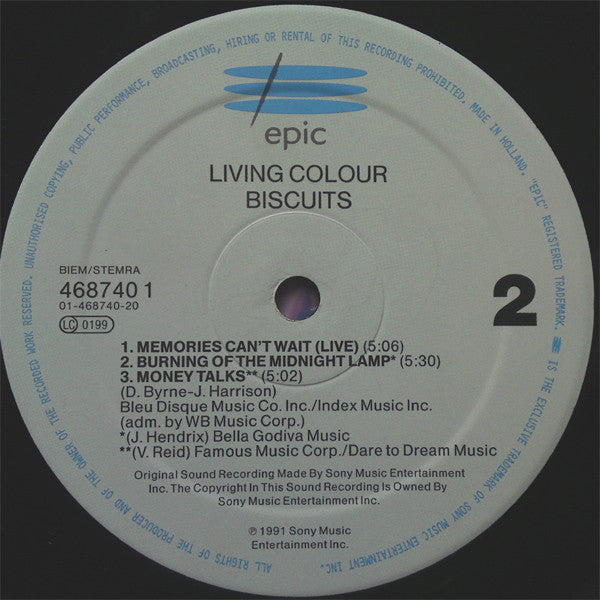 epic
LIVING COLOUR
BISCUITS
BIEM/STEMRA
468740 1
01-468740-20
LC 0199
2
1. MEMORIES CAN'T WAIT (LIVE) (5:06)
2. BURNING OF THE MIDNIGHT LAMP* (5:30)
3. MONEY TALKS** (5:02)
(D. Byrne-J. Harrison)
Bleu Disque Music Co. Inc./Index Music Inc.
(adm. by WB Music Corp.)
*(J. Hendrix) Bella Godiva Music
**(V. Reid) Famous Music Corp./Dare to Dream Music
Original Sound Recording Made By Sony Music Entertainment
Inc. The Copyright In This Sound Recording Is Owned By
Sony Music Entertainment Inc.
℗ 1991 Sony Music
Entertainment Inc.
ALL RIGHTS OF THE PRODUCER AND OF THE OWNER OF THE RECORDED WORK RESERVED. UNAUTHORISED COPYING, PUBLIC PERFORMANCE, BROADCASTING, HIRING OR RENTAL OF THIS RECORDING PROHIBITED. MADE IN HOLLAND. "EPIC" REGISTERED TRADEMARK. IS THE EXCLUSIVE TRADEMARK OF SONY MUSIC ENTERTAINMENT INC.